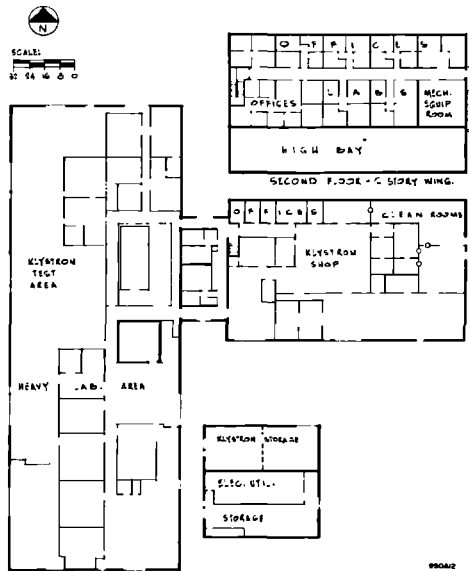 N
SCALE:
32 24 16 8 0
OFFICES
OFFICES
LABS
MECH.
EQUIP
ROOM
HIGH BAY
SECOND FLOOR - 2 STORY WING.
OFFICES
CLEAN ROOMS
KLYSTRON
SHOP
KLYSTRON
TEST
AREA
HEAVY LAB. AREA
KLYSTRON STORAGE
ELEC. UTIL.
STORAGE